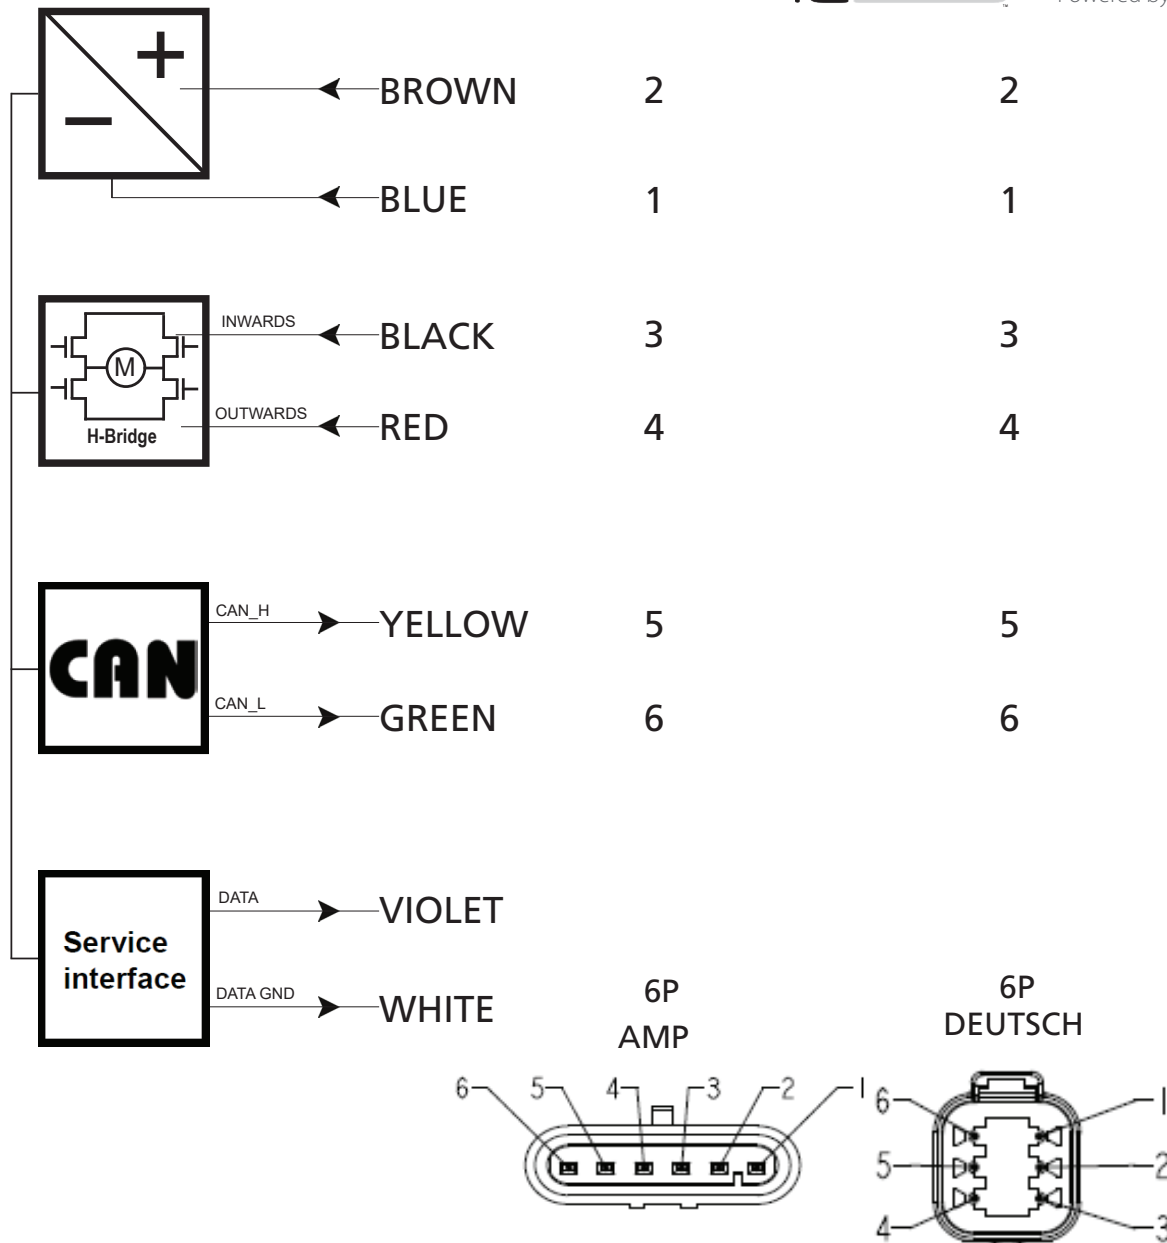 Powered by
+
BROWN 2 2
−
BLUE 1 1
INWARDS BLACK 3 3
M
OUTWARDS RED 4 4
H-Bridge
CAN_H YELLOW 5 5
CAN
CAN_L GREEN 6 6
DATA VIOLET
Service
interface
DATA GND WHITE
6P 6P
AMP DEUTSCH
6 5 4 3 2 1
6 1
5 2
4 3